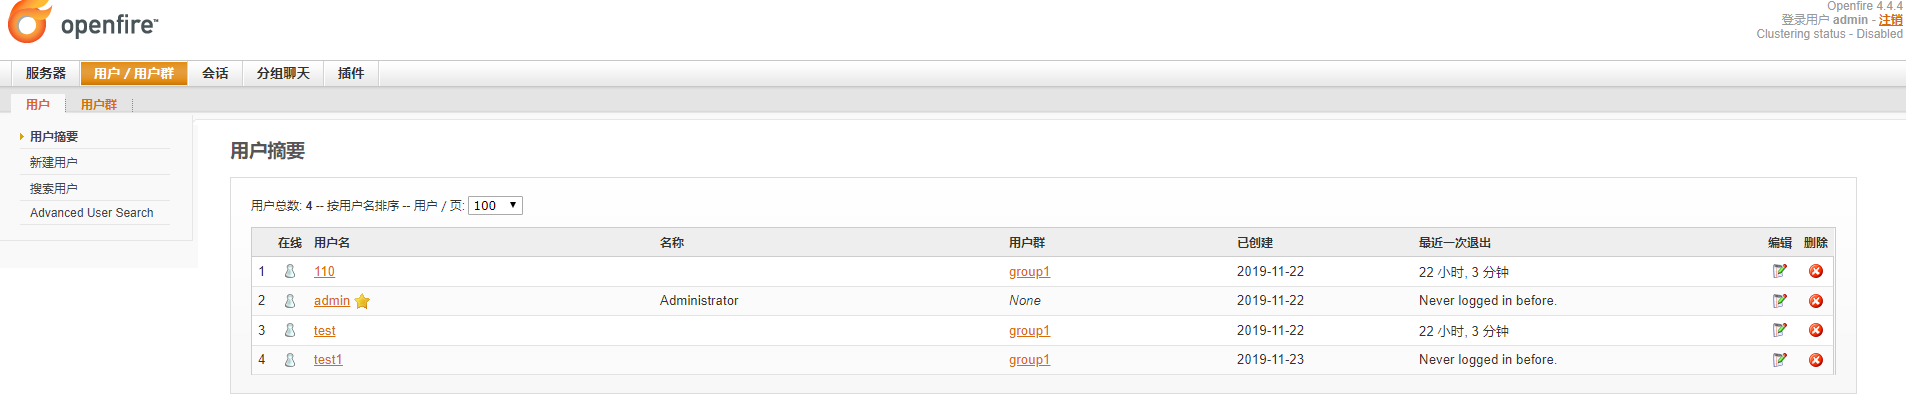 openfire™
Openfire 4.4.4
登录用户 admin - 注销
Clustering status - Disabled
服务器 用户 / 用户群 会话 分组聊天 插件
用户 用户群
用户摘要
新建用户
搜索用户
Advanced User Search
用户摘要
用户总数: 4 -- 按用户名排序 -- 用户 / 页: 100
在线 用户名 名称 用户群 已创建 最近一次退出 编辑 删除
1 110 group1 2019-11-22 22 小时, 3 分钟
2 admin Administrator None 2019-11-22 Never logged in before.
3 test group1 2019-11-22 22 小时, 3 分钟
4 test1 group1 2019-11-23 Never logged in before.